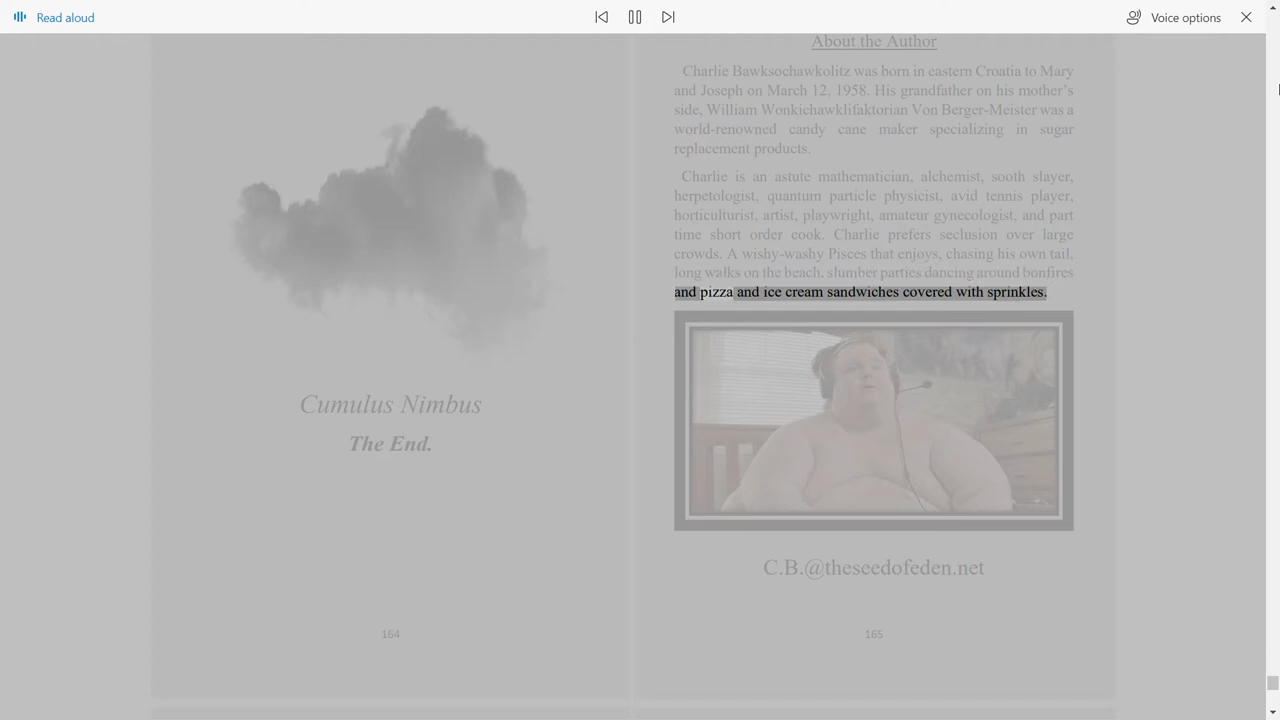 Read aloud
Voice options
Cumulus Nimbus
The End.
164
About the Author
Charlie Bawksochawkolitz was born in eastern Croatia to Mary
and Joseph on March 12, 1958. His grandfather on his mother's
side, William Wonkichawklifaktorian Von Berger-Meister was a
world-renowned candy cane maker specializing in sugar
replacement products.
Charlie is an astute mathematician, alchemist, sooth slayer,
herpetologist, quantum particle physicist, avid tennis player,
horticulturist, artist, playwright, amateur gynecologist, and part
time short order cook. Charlie prefers seclusion over large
crowds. A wishy-washy Pisces that enjoys, chasing his own tail,
long walks on the beach, slumber parties dancing around bonfires
and pizza and ice cream sandwiches covered with sprinkles.
C.B.@theseedofeden.net
165